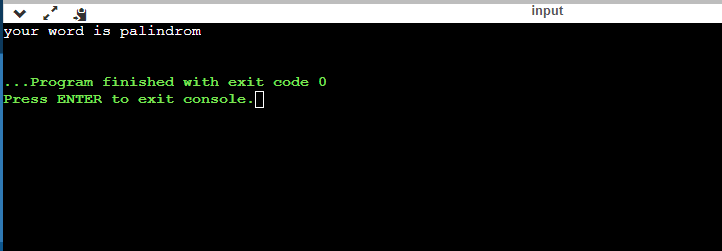 input
your word is palindrom
...Program finished with exit code 0
Press ENTER to exit console.